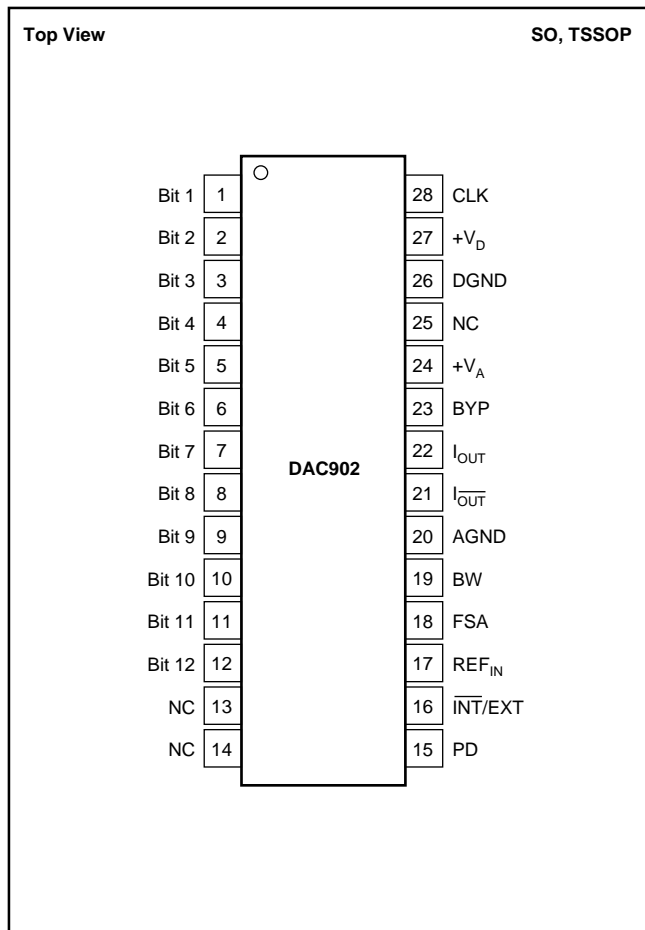 Top View SO, TSSOP
Bit 1 1 28 CLK
Bit 2 2 27 +V_D
Bit 3 3 26 DGND
Bit 4 4 25 NC
Bit 5 5 24 +V_A
Bit 6 6 23 BYP
Bit 7 7 22 I_OUT
DAC902
Bit 8 8 21 I_O̅U̅T̅
Bit 9 9 20 AGND
Bit 10 10 19 BW
Bit 11 11 18 FSA
Bit 12 12 17 REF_IN
NC 13 16 I̅N̅T̅/EXT
NC 14 15 PD